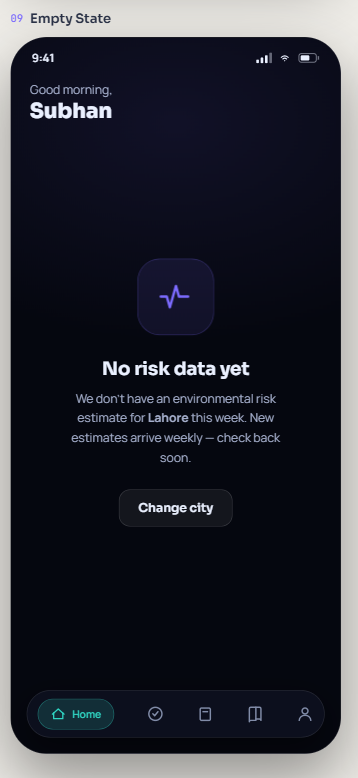 09 Empty State
9:41
Good morning,
Subhan
No risk data yet
We don't have an environmental risk
estimate for Lahore this week. New
estimates arrive weekly — check back
soon.
Change city
Home